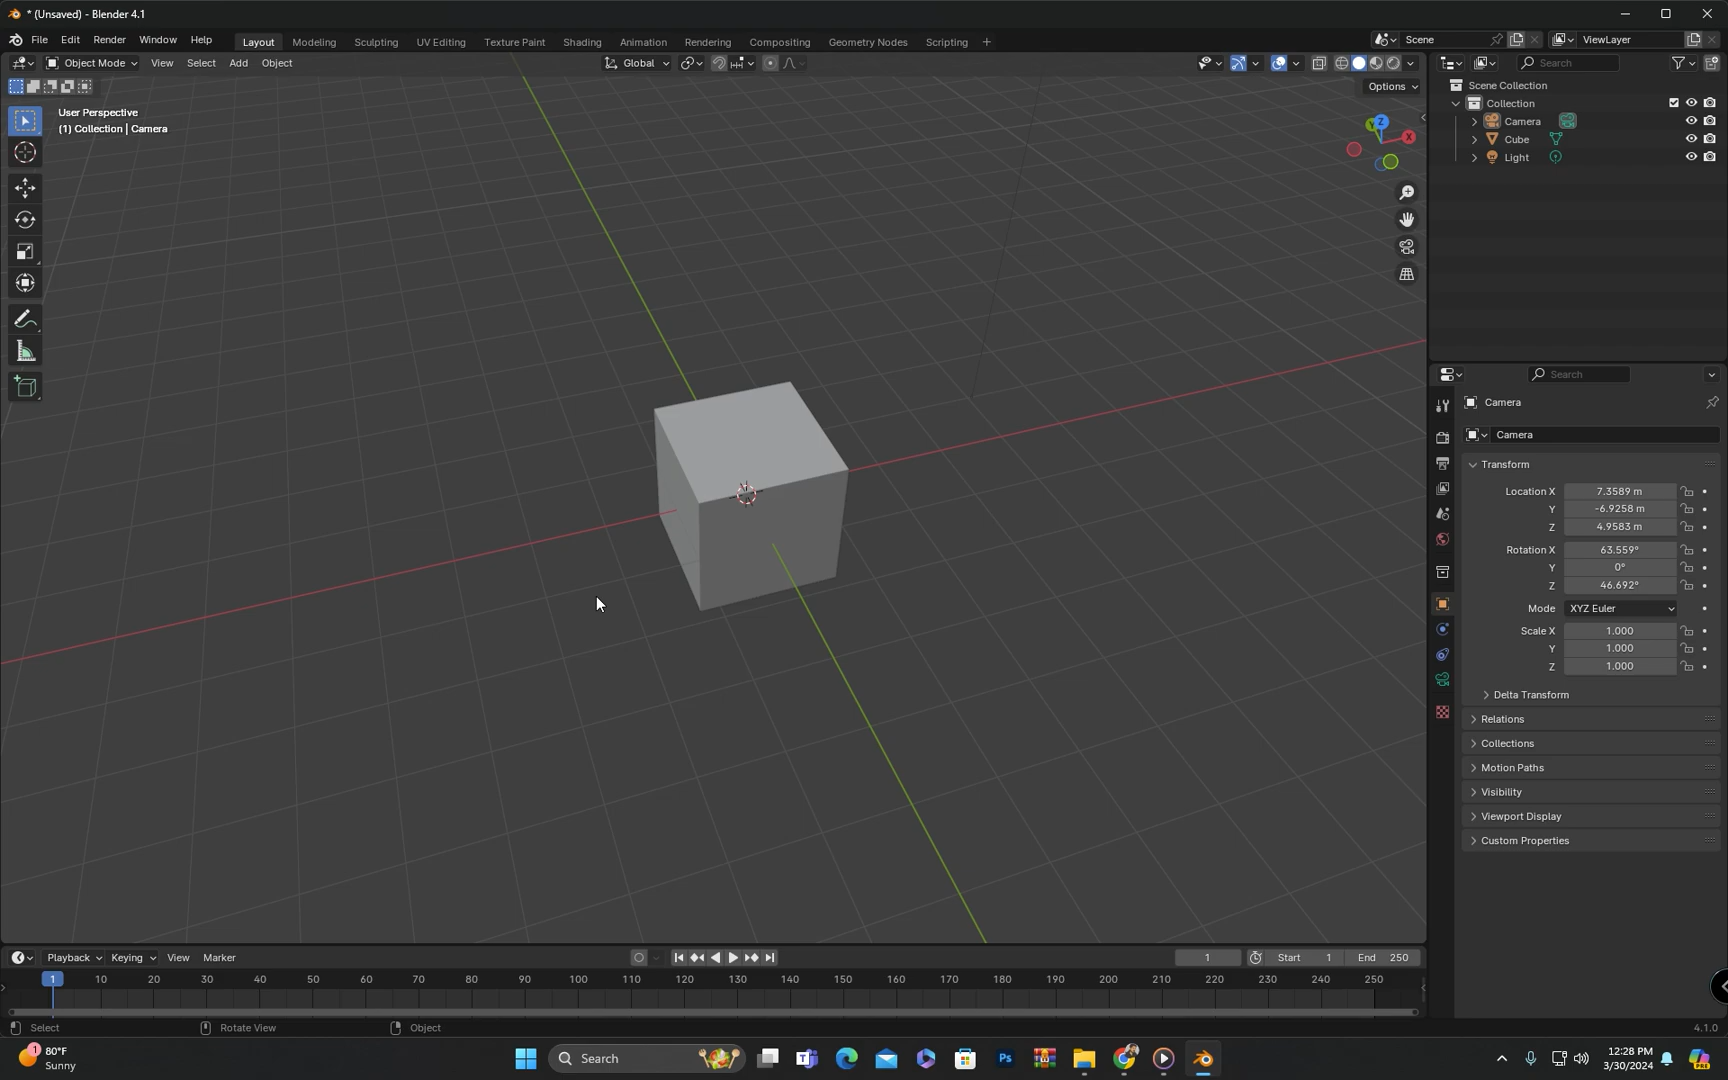 * (Unsaved) - Blender 4.1
File Edit Render Window Help Layout Modeling Sculpting UV Editing Texture Paint Shading Animation Rendering Compositing Geometry Nodes Scripting + Scene ViewLayer
Object Mode View Select Add Object Global Search
Options
User Perspective
(1) Collection | Camera
Z
Y
X
Scene Collection
Collection
Camera
Cube
Light
Search
Camera
Camera
Transform
Location X 7.3589 m
Y -6.9258 m
Z 4.9583 m
Rotation X 63.559°
Y 0°
Z 46.692°
Mode XYZ Euler
Scale X 1.000
Y 1.000
Z 1.000
Delta Transform
Relations
Collections
Motion Paths
Visibility
Viewport Display
Custom Properties
Playback Keying View Marker 1 Start 1 End 250
1 10 20 30 40 50 60 70 80 90 100 110 120 130 140 150 160 170 180 190 200 210 220 230 240 250
Select Rotate View Object 4.1.0
1 80°F
Sunny
Search
Ps
PRE
12:28 PM
3/30/2024